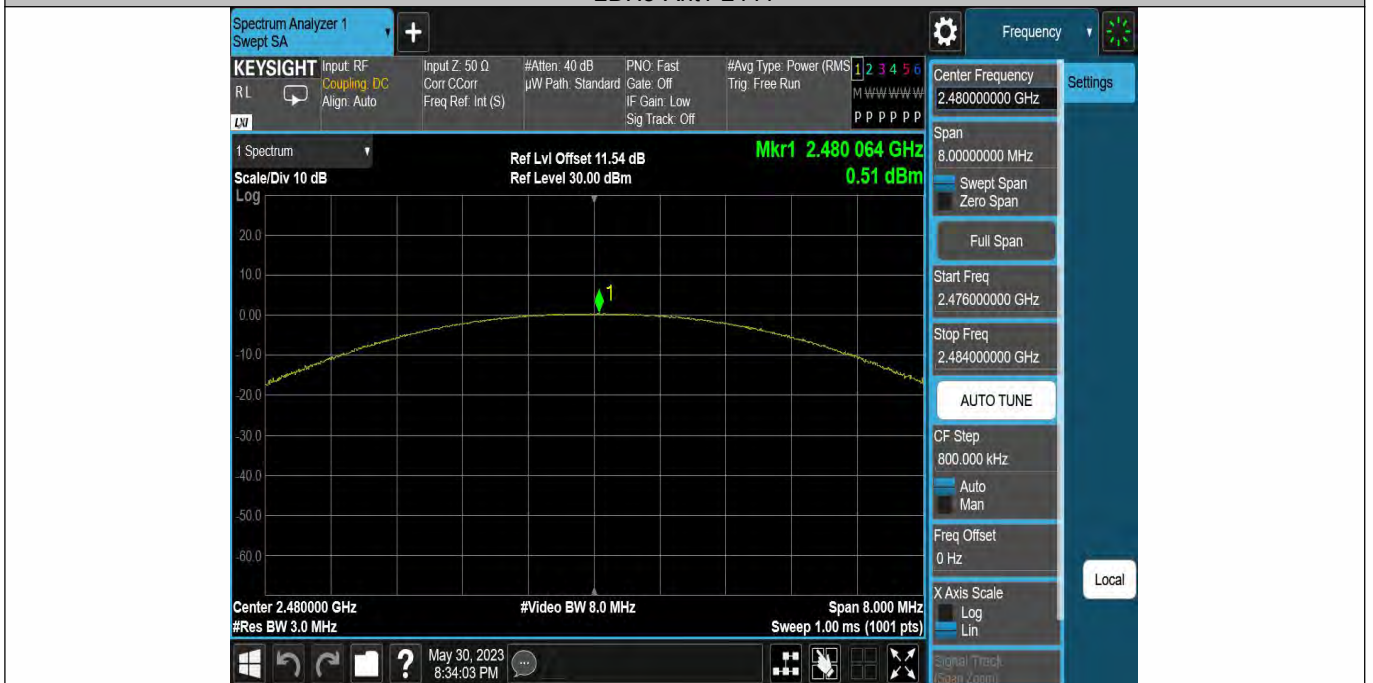 Spectrum Analyzer 1
Swept SA
Frequency
KEYSIGHT
RL
LXI
Input: RF
Coupling: DC
Align: Auto
Input Z: 50 Ω
Corr CCorr
Freq Ref: Int (S)
#Atten: 40 dB
µW Path: Standard
PNO: Fast
Gate: Off
IF Gain: Low
Sig Track: Off
#Avg Type: Power (RMS
Trig: Free Run
1 2 3 4 5 6
M W W W W W
P P P P P P
Center Frequency
2.480000000 GHz
Settings
Span
8.00000000 MHz
Swept Span
Zero Span
Full Span
Start Freq
2.476000000 GHz
Stop Freq
2.484000000 GHz
AUTO TUNE
CF Step
800.000 kHz
Auto
Man
Freq Offset
0 Hz
X Axis Scale
Log
Lin
Signal Track
(Span Zoom)
Local
1 Spectrum
Scale/Div 10 dB
Log
Ref Lvl Offset 11.54 dB
Ref Level 30.00 dBm
Mkr1 2.480 064 GHz
0.51 dBm
20.0
10.0
1
0.00
-10.0
-20.0
-30.0
-40.0
-50.0
-60.0
Center 2.480000 GHz
#Res BW 3.0 MHz
#Video BW 8.0 MHz
Span 8.000 MHz
Sweep 1.00 ms (1001 pts)
May 30, 2023
8:34:03 PM